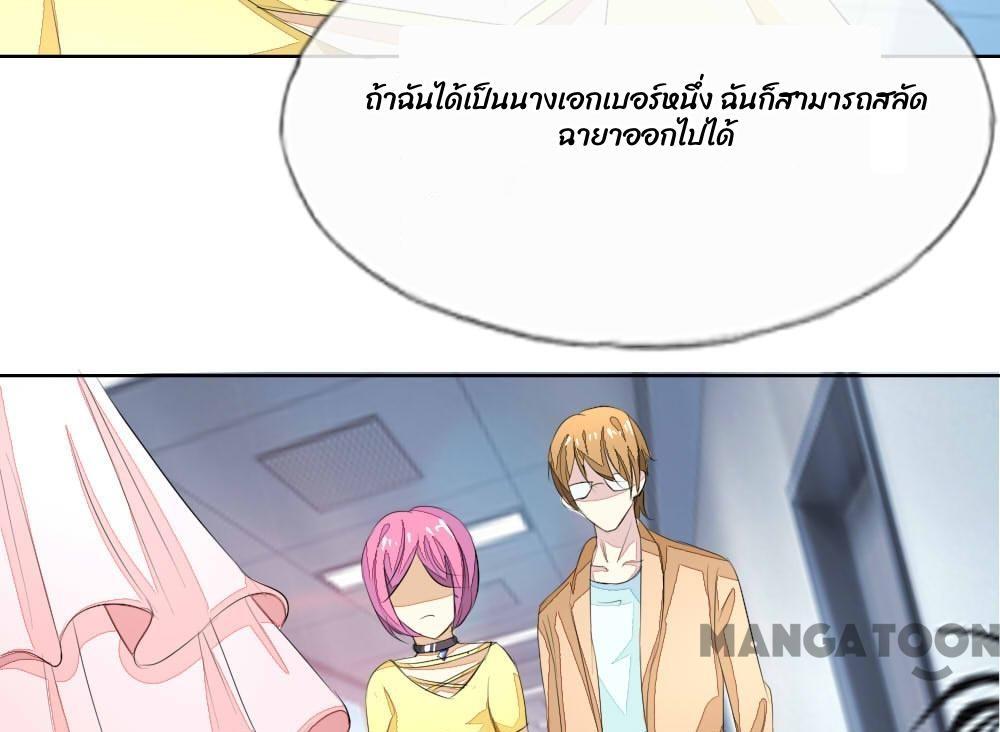 ถ้าฉันได้เป็นนางเอกเบอร์หนึ่ง ฉันก็สามารถสลัด
ฉายาออกไปได้
MANGATOON